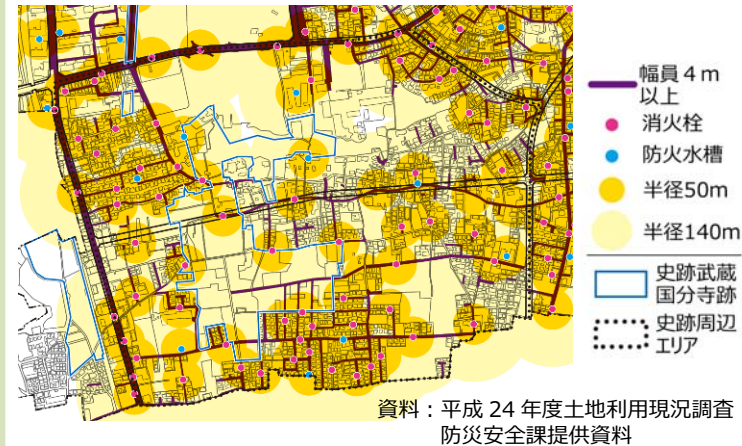 幅員４ｍ
以上
消火栓
防火水槽
半径50m
半径140m
史跡武蔵
国分寺跡
史跡周辺
エリア
資料：平成 24 年度土地利用現況調査
防災安全課提供資料